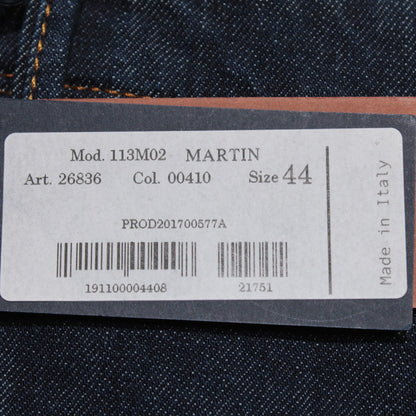 Mod. 113M02 MARTIN
Art. 26836 Col. 00410 Size 44
PROD201700577A
191100004408 21751
Made in Italy